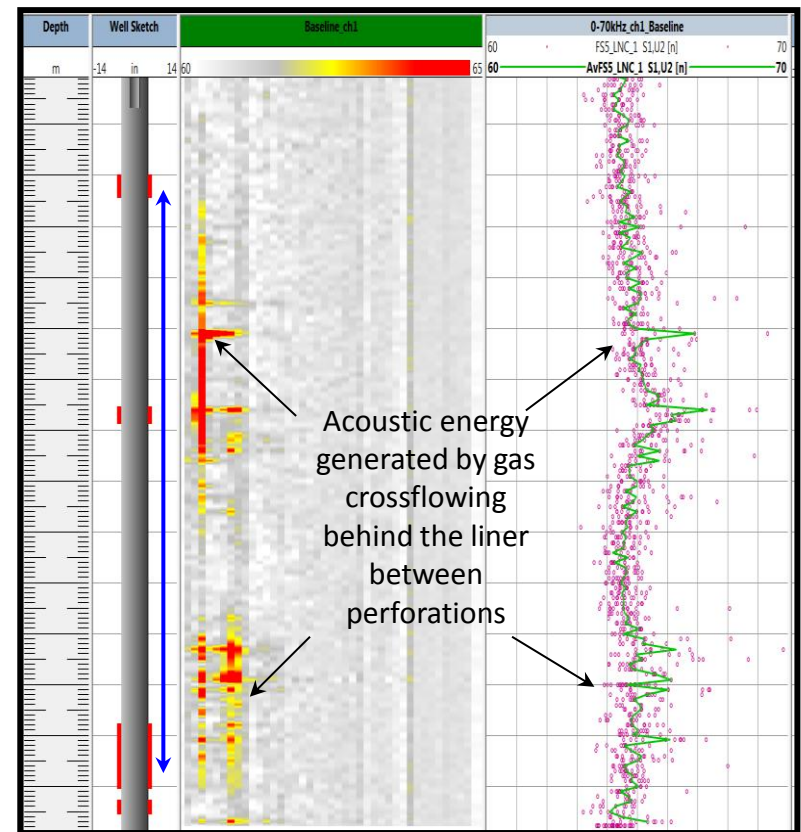 Depth
Well Sketch
Baseline_ch1
0-70kHz_ch1_Baseline
60 FS5_LNC_1 S1,U2 [n] 70
m
-14 in 14
60 65
60 AvFS5_LNC_1 S1,U2 [n] 70
Acoustic energy
generated by gas
crossflowing
behind the liner
between
perforations